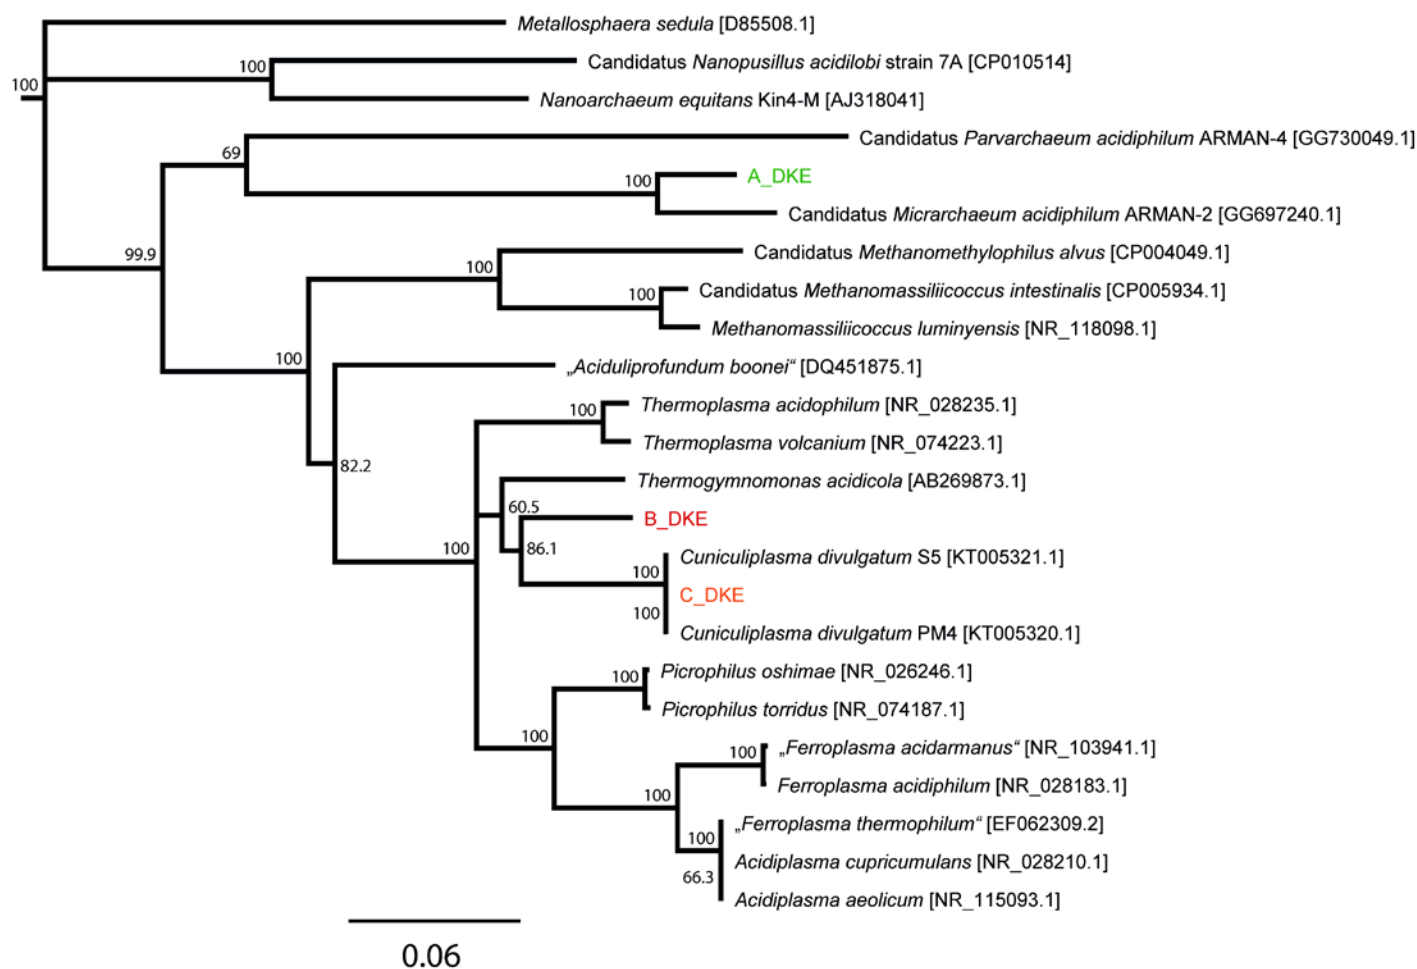 Metallosphaera sedula [D85508.1]
100
Candidatus Nanopusillus acidilobi strain 7A [CP010514]
100
Nanoarchaeum equitans Kin4-M [AJ318041]
Candidatus Parvarchaeum acidiphilum ARMAN-4 [GG730049.1]
69
100
A_DKE
Candidatus Micrarchaeum acidiphilum ARMAN-2 [GG697240.1]
99.9
Candidatus Methanomethylophilus alvus [CP004049.1]
100
100
Candidatus Methanomassiliicoccus intestinalis [CP005934.1]
Methanomassiliicoccus luminyensis [NR_118098.1]
100
„Aciduliprofundum boonei“ [DQ451875.1]
100
Thermoplasma acidophilum [NR_028235.1]
Thermoplasma volcanium [NR_074223.1]
82.2
Thermogymnomonas acidicola [AB269873.1]
60.5
B_DKE
100
86.1
Cuniculiplasma divulgatum S5 [KT005321.1]
100
C_DKE
100
Cuniculiplasma divulgatum PM4 [KT005320.1]
Picrophilus oshimae [NR_026246.1]
100
Picrophilus torridus [NR_074187.1]
100
„Ferroplasma acidarmanus“ [NR_103941.1]
100
Ferroplasma acidiphilum [NR_028183.1]
100
„Ferroplasma thermophilum“ [EF062309.2]
100
Acidiplasma cupricumulans [NR_028210.1]
66.3
Acidiplasma aeolicum [NR_115093.1]
0.06